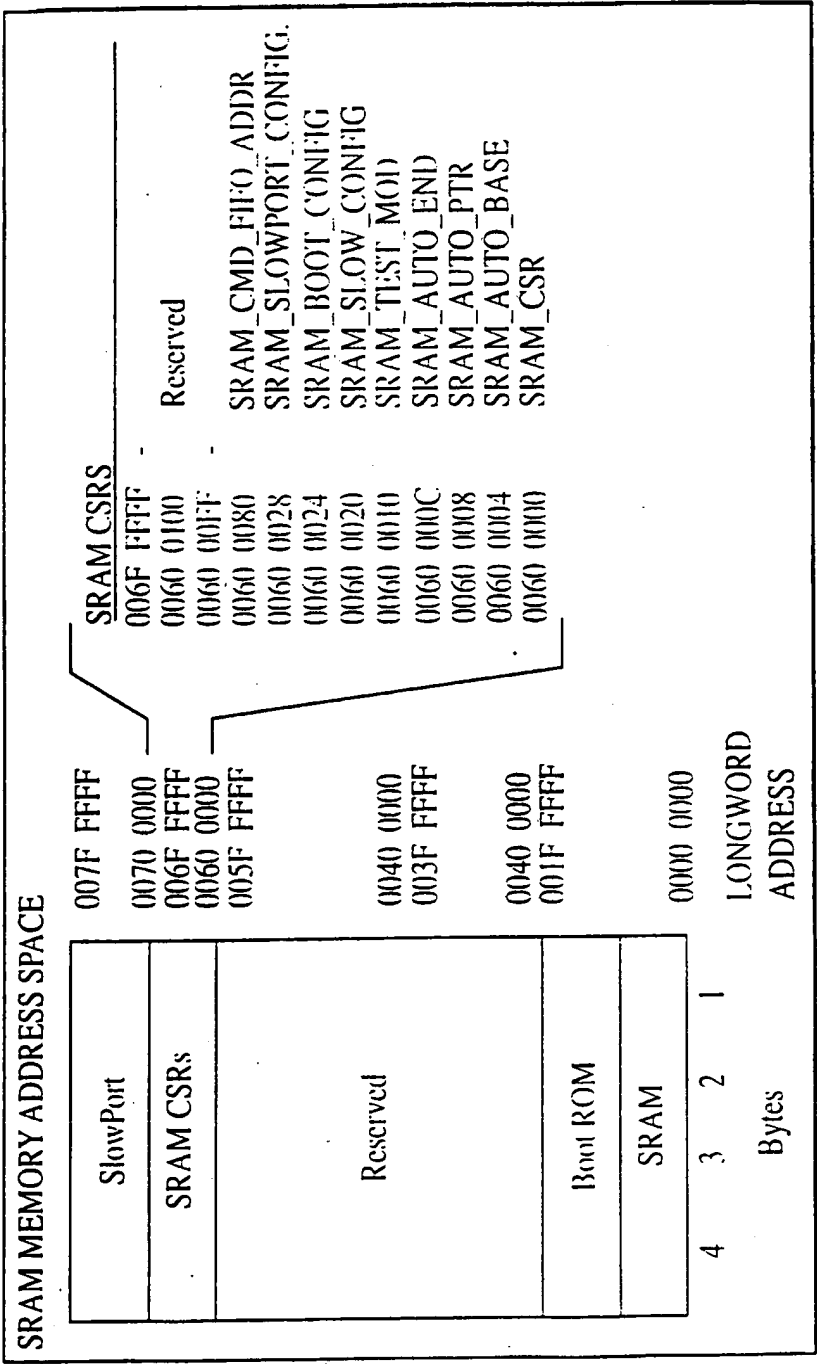 SRAM MEMORY ADDRESS SPACE
SlowPort
SRAM CSRs
Reserved
Boot ROM
SRAM
4 3 2 1
Bytes
007F FFFF
0070 0000
006F FFFF
0060 0000
005F FFFF
0040 0000
003F FFFF
0040 0000
001F FFFF
0000 0000
LONGWORD
ADDRESS
SRAM CSRS
006F FFFF -
0060 0100 Reserved
0060 00FF -
0060 0080 SRAM_CMD_FIFO_ADDR
0060 0028 SRAM_SLOWPORT_CONFIG.
0060 0024 SRAM_BOOT_CONFIG
0060 0020 SRAM_SLOW_CONFIG
0060 0010 SRAM_TEST_MOD
0060 000C SRAM_AUTO_END
0060 0008 SRAM_AUTO_PTR
0060 0004 SRAM_AUTO_BASE
0060 0000 SRAM_CSR